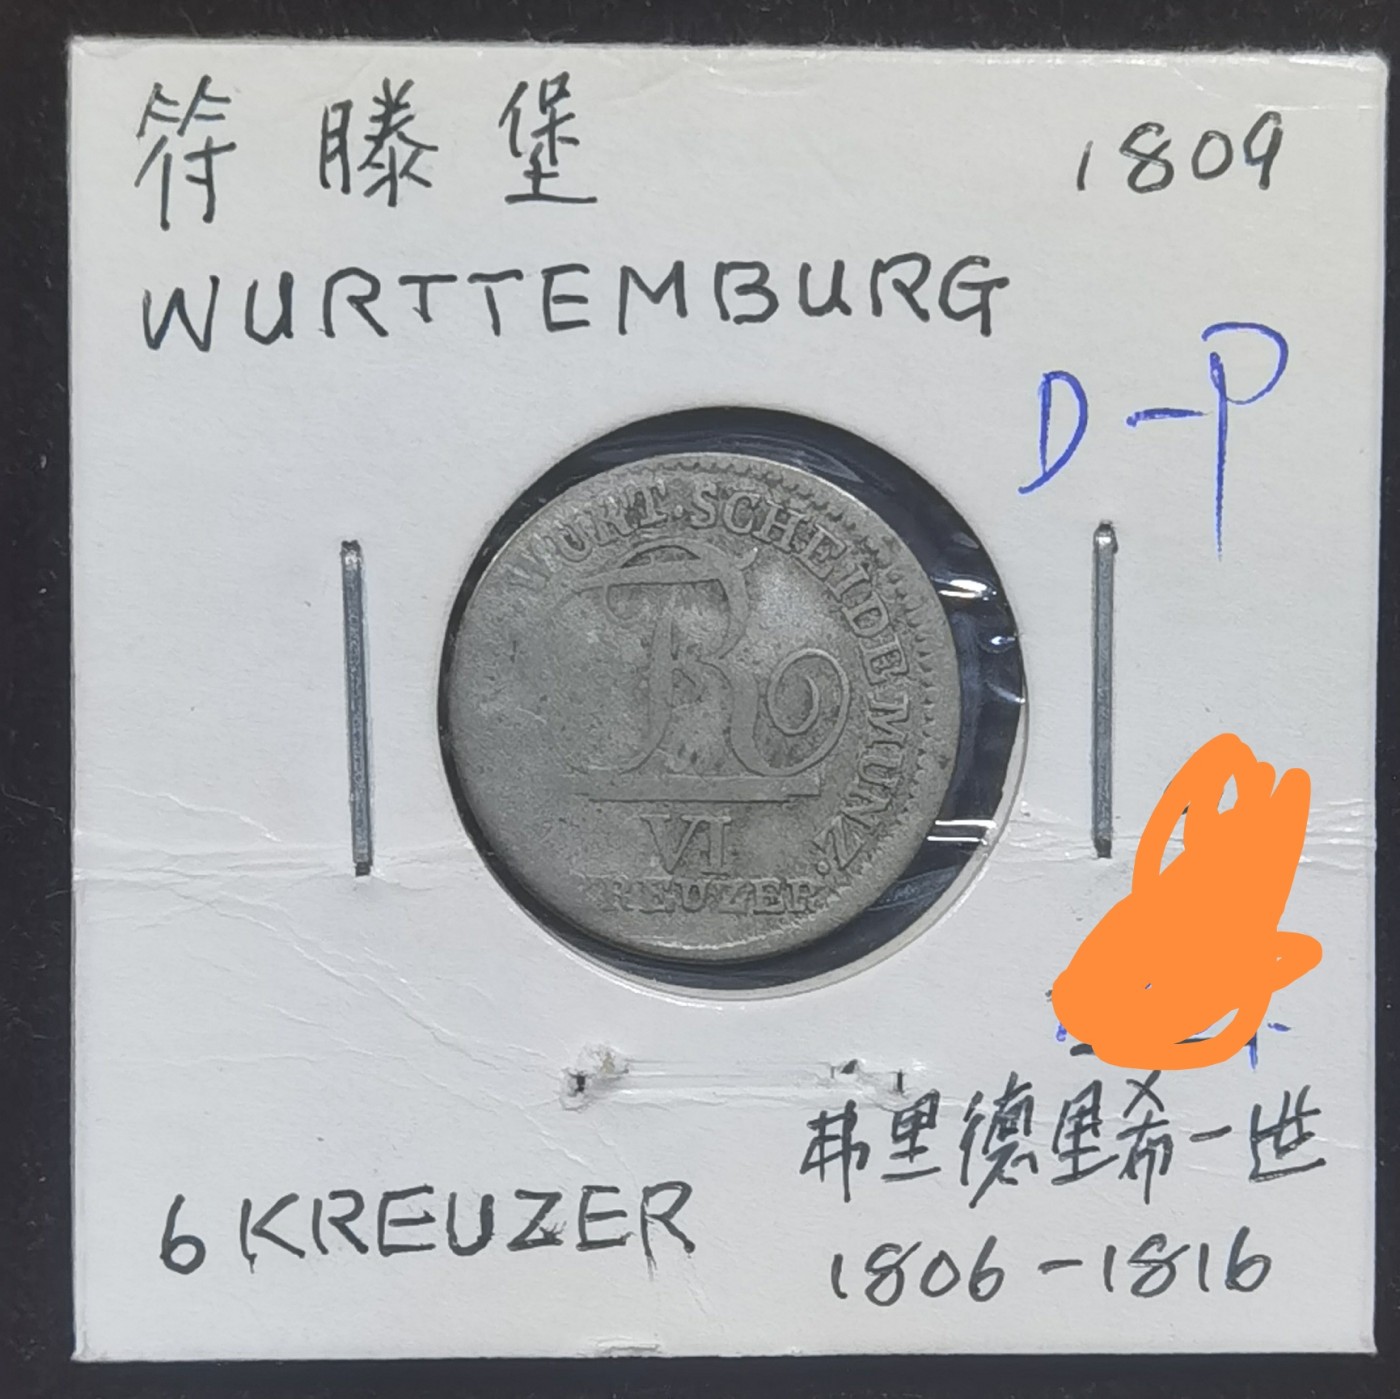 符滕堡 1809
WURTTEMBURG
D-P
WURT. SCHEIDEMUNZ.
FR
VI
KREUZER
弗里德里希一世
6 KREUZER
1806-1816